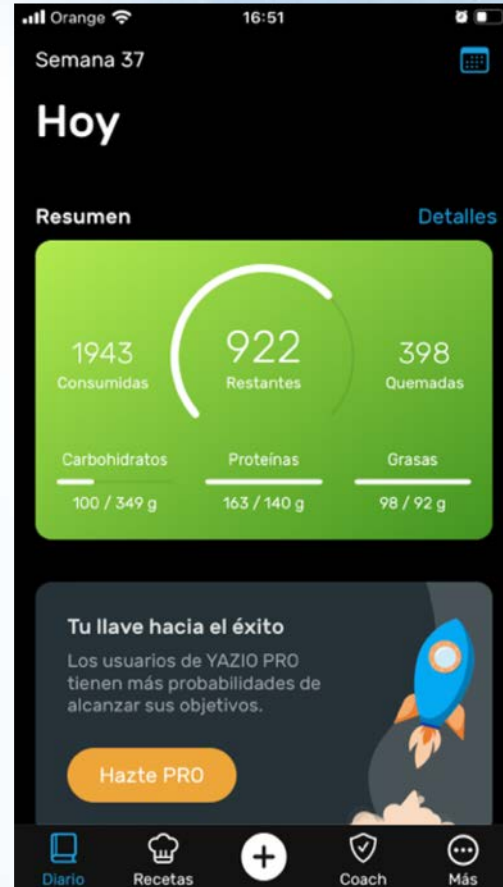 Orange 16:51
Semana 37
Hoy
Resumen Detalles
1943 922 398
Consumidas Restantes Quemadas
Carbohidratos Proteínas Grasas
100 / 349 g 163 / 140 g 98 / 92 g
Tu llave hacia el éxito
Los usuarios de YAZIO PRO
tienen más probabilidades de
alcanzar sus objetivos.
Hazte PRO
Diario Recetas Coach Más